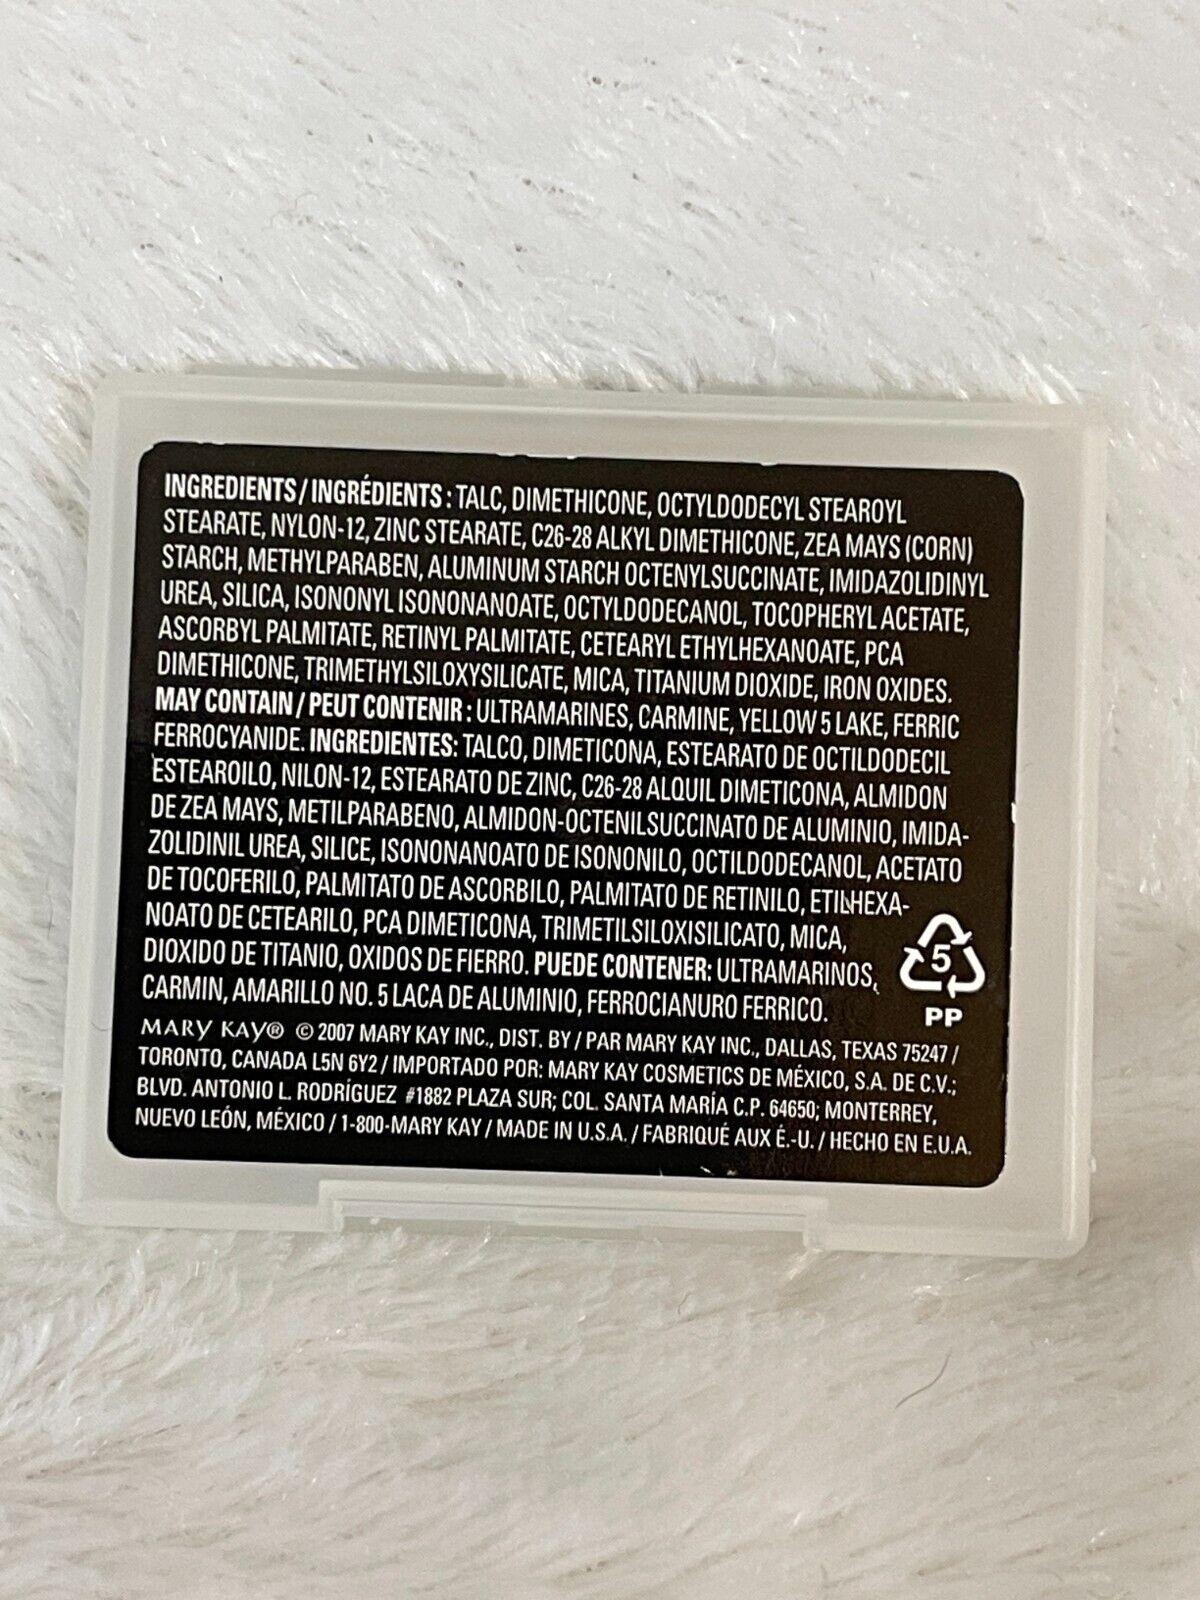 INGREDIENTS / INGRÉDIENTS : TALC, DIMETHICONE, OCTYLDODECYL STEAROYL
STEARATE, NYLON-12, ZINC STEARATE, C26-28 ALKYL DIMETHICONE, ZEA MAYS (CORN)
STARCH, METHYLPARABEN, ALUMINUM STARCH OCTENYLSUCCINATE, IMIDAZOLIDINYL
UREA, SILICA, ISONONYL ISONONANOATE, OCTYLDODECANOL, TOCOPHERYL ACETATE,
ASCORBYL PALMITATE, RETINYL PALMITATE, CETEARYL ETHYLHEXANOATE, PCA
DIMETHICONE, TRIMETHYLSILOXYSILICATE, MICA, TITANIUM DIOXIDE, IRON OXIDES.
MAY CONTAIN / PEUT CONTENIR : ULTRAMARINES, CARMINE, YELLOW 5 LAKE, FERRIC
FERROCYANIDE. INGREDIENTES: TALCO, DIMETICONA, ESTEARATO DE OCTILDODECIL
ESTEAROILO, NILON-12, ESTEARATO DE ZINC, C26-28 ALQUIL DIMETICONA, ALMIDON
DE ZEA MAYS, METILPARABENO, ALMIDON-OCTENILSUCCINATO DE ALUMINIO, IMIDA-
ZOLIDINIL UREA, SILICE, ISONONANOATO DE ISONONILO, OCTILDODECANOL, ACETATO
DE TOCOFERILO, PALMITATO DE ASCORBILO, PALMITATO DE RETINILO, ETILHEXA-
NOATO DE CETEARILO, PCA DIMETICONA, TRIMETILSILOXISILICATO, MICA,
DIOXIDO DE TITANIO, OXIDOS DE FIERRO. PUEDE CONTENER: ULTRAMARINOS,
CARMIN, AMARILLO NO. 5 LACA DE ALUMINIO, FERROCIANURO FERRICO.
5
PP
MARY KAY® © 2007 MARY KAY INC., DIST. BY / PAR MARY KAY INC., DALLAS, TEXAS 75247 /
TORONTO, CANADA L5N 6Y2 / IMPORTADO POR: MARY KAY COSMETICS DE MÉXICO, S.A. DE C.V.;
BLVD. ANTONIO L. RODRÍGUEZ #1882 PLAZA SUR; COL. SANTA MARÍA C.P. 64650; MONTERREY,
NUEVO LEÓN, MÉXICO / 1-800-MARY KAY / MADE IN U.S.A. / FABRIQUÉ AUX É.-U. / HECHO EN E.U.A.